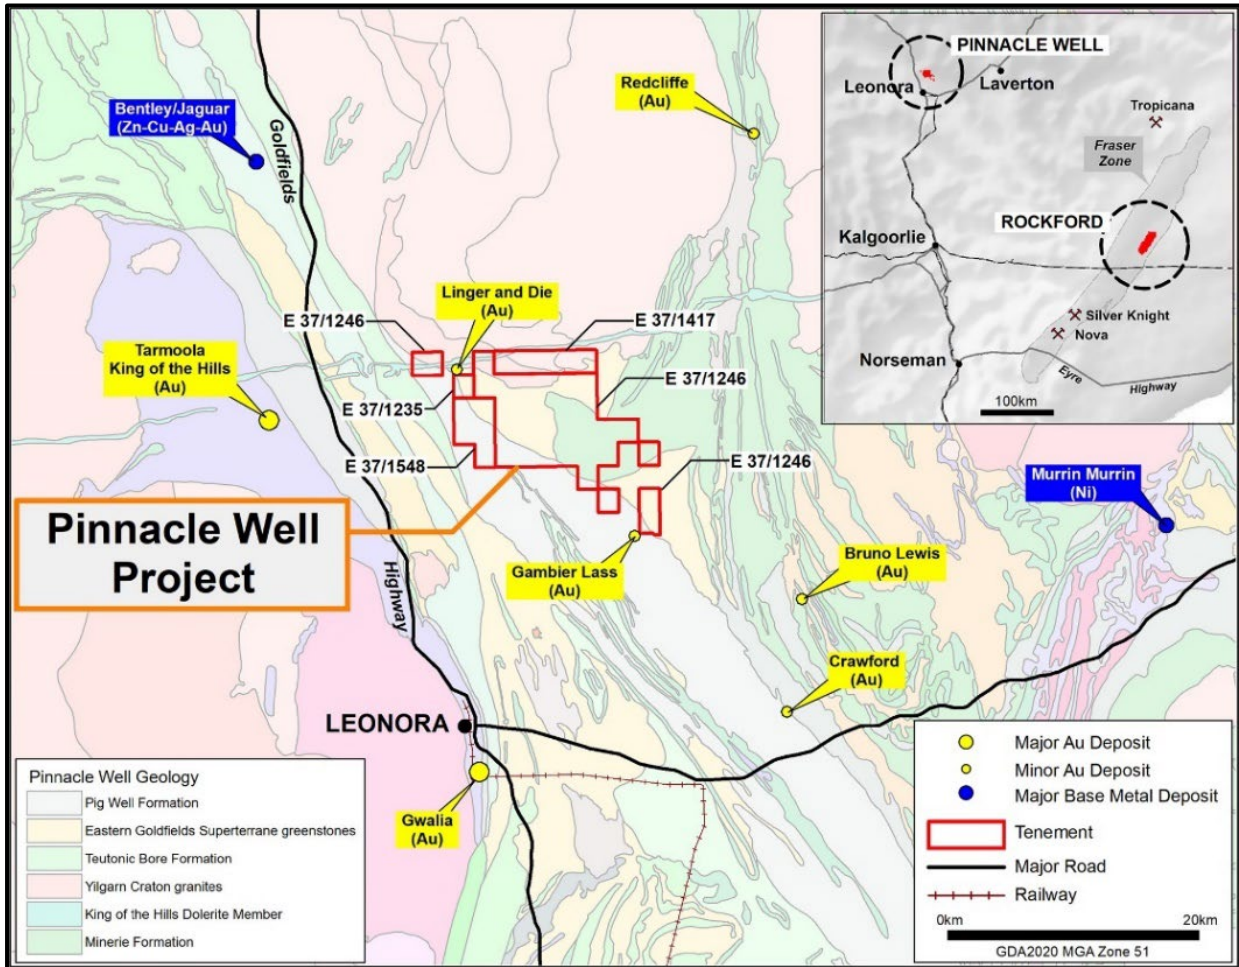 Redcliffe
(Au)
Bentley/Jaguar
(Zn-Cu-Ag-Au)
Goldfields
Linger and Die
(Au)
E 37/1246
E 37/1417
Tarmoola
King of the Hills
(Au)
E 37/1246
E 37/1235
E 37/1548
E 37/1246
Pinnacle Well
Project
Murrin Murrin
(Ni)
Gambier Lass
(Au)
Bruno Lewis
(Au)
Highway
Crawford
(Au)
LEONORA
Gwalia
(Au)
PINNACLE WELL
Leonora
Laverton
Tropicana
Fraser
Zone
ROCKFORD
Kalgoorlie
Silver Knight
Nova
Norseman
Eyre
Highway
100km
Pinnacle Well Geology
Pig Well Formation
Eastern Goldfields Superterrane greenstones
Teutonic Bore Formation
Yilgarn Craton granites
King of the Hills Dolerite Member
Minerie Formation
Major Au Deposit
Minor Au Deposit
Major Base Metal Deposit
Tenement
Major Road
Railway
0km 20km
GDA2020 MGA Zone 51